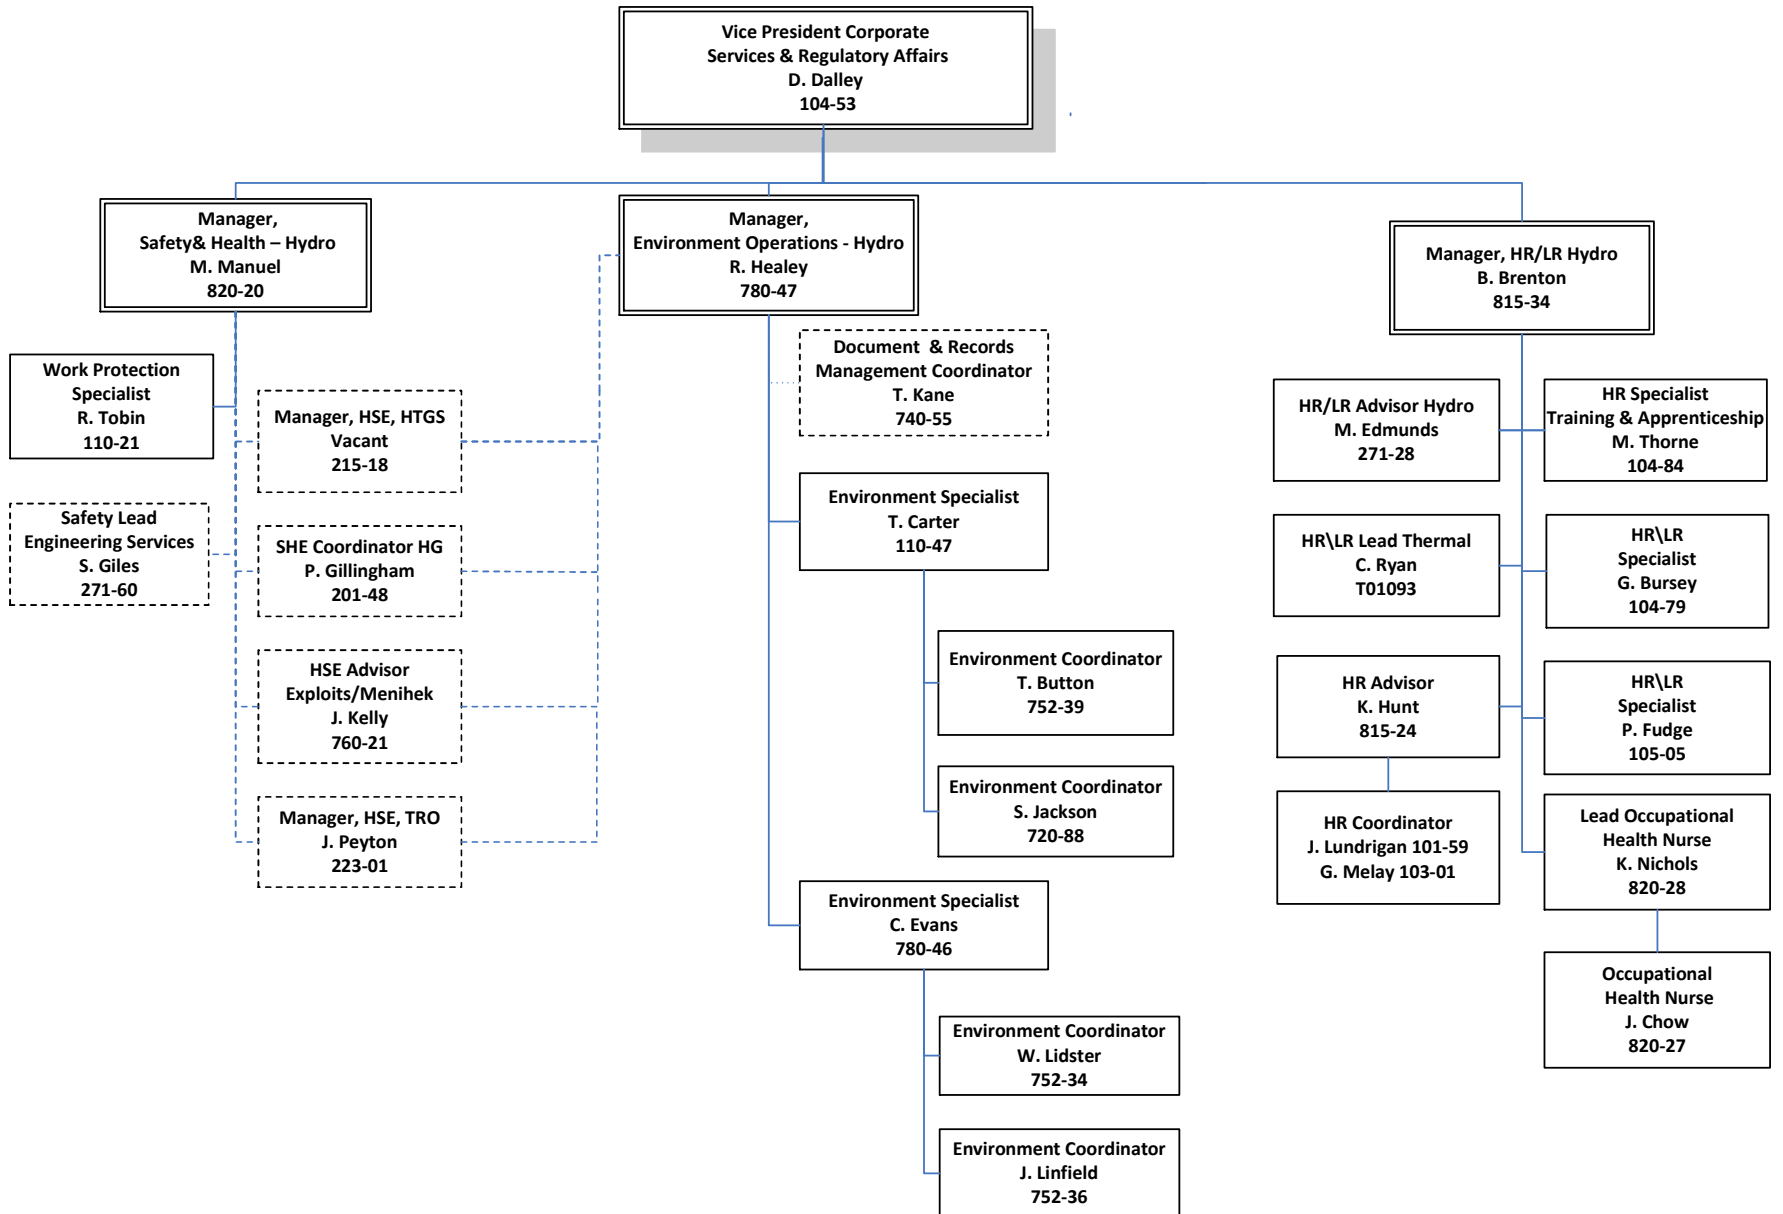 Vice President Corporate
Services & Regulatory Affairs
D. Dalley
104-53
Manager,
Safety& Health – Hydro
M. Manuel
820-20
Manager,
Environment Operations - Hydro
R. Healey
780-47
Manager, HR/LR Hydro
B. Brenton
815-34
Work Protection
Specialist
R. Tobin
110-21
Safety Lead
Engineering Services
S. Giles
271-60
Manager, HSE, HTGS
Vacant
215-18
SHE Coordinator HG
P. Gillingham
201-48
HSE Advisor
Exploits/Menihek
J. Kelly
760-21
Manager, HSE, TRO
J. Peyton
223-01
Document & Records
Management Coordinator
T. Kane
740-55
Environment Specialist
T. Carter
110-47
Environment Coordinator
T. Button
752-39
Environment Coordinator
S. Jackson
720-88
Environment Specialist
C. Evans
780-46
Environment Coordinator
W. Lidster
752-34
Environment Coordinator
J. Linfield
752-36
HR/LR Advisor Hydro
M. Edmunds
271-28
HR Specialist
Training & Apprenticeship
M. Thorne
104-84
HR\LR Lead Thermal
C. Ryan
T01093
HR\LR
Specialist
G. Bursey
104-79
HR Advisor
K. Hunt
815-24
HR\LR
Specialist
P. Fudge
105-05
HR Coordinator
J. Lundrigan 101-59
G. Melay 103-01
Lead Occupational
Health Nurse
K. Nichols
820-28
Occupational
Health Nurse
J. Chow
820-27